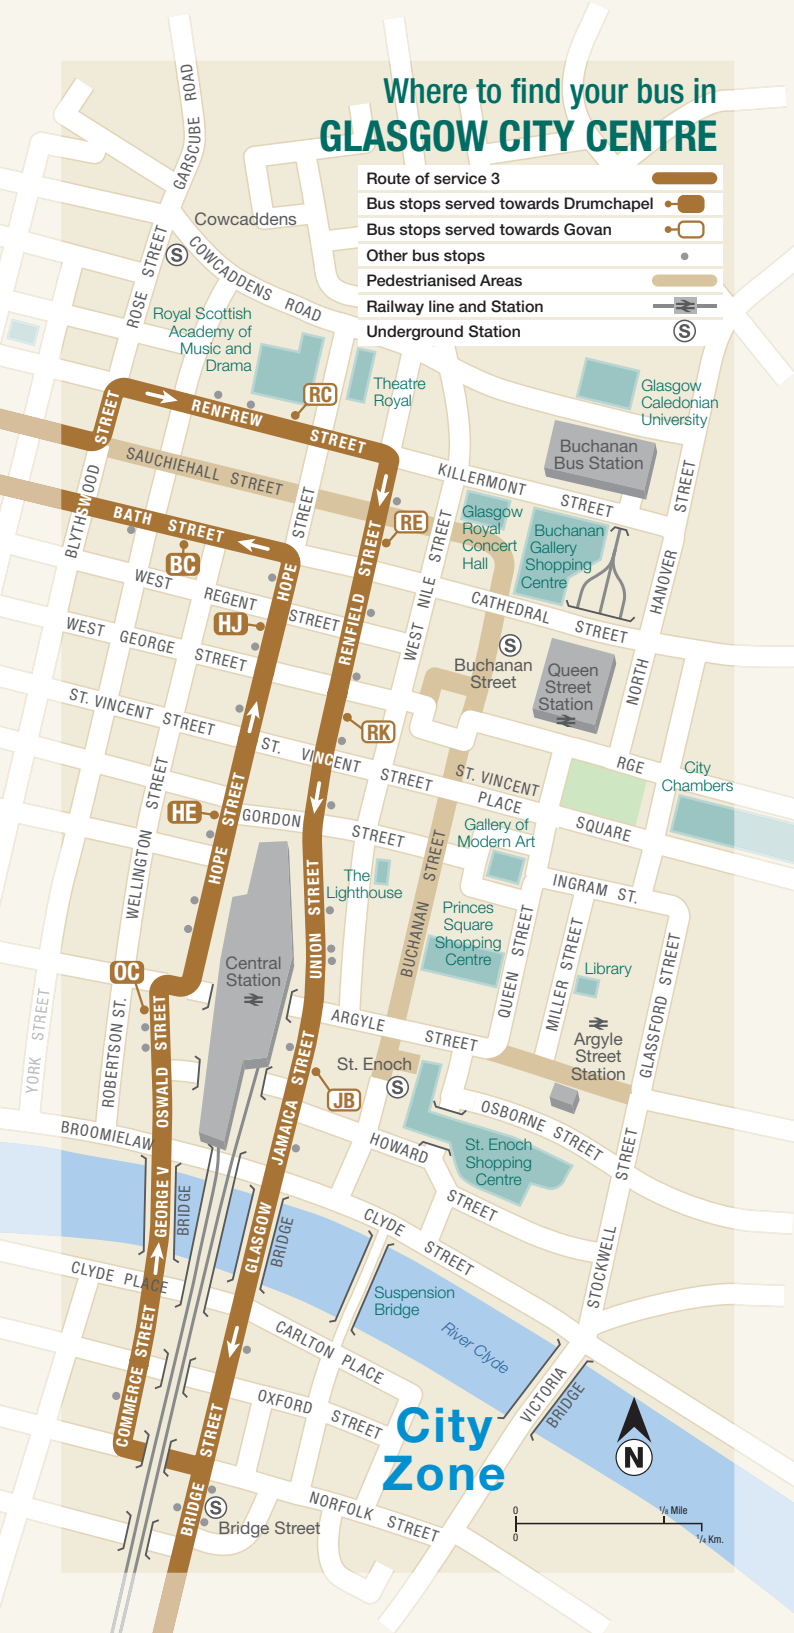 Where to find your bus in
GLASGOW CITY CENTRE
Route of service 3
Bus stops served towards Drumchapel
Bus stops served towards Govan
Other bus stops
Pedestrianised Areas
Railway line and Station
Underground Station
S
GARSCUBE ROAD
Cowcaddens
S
ROSE STREET
COWCADDENS ROAD
Royal Scottish
Academy of
Music and
Drama
Theatre
Royal
Glasgow
Caledonian
University
RC
RENFREW STREET
Buchanan
Bus Station
BLYTHSWOOD STREET
SAUCHIEHALL STREET
KILLERMONT STREET
BATH STREET
BC
STREET
HOPE
RE
Glasgow
Royal
Concert
Hall
Buchanan
Gallery
Shopping
Centre
NORTH HANOVER STREET
WEST REGENT STREET
RENFIELD STREET
WEST NILE STREET
CATHEDRAL STREET
HJ
WEST GEORGE STREET
S
Buchanan
Street
Queen
Street
Station
ST. VINCENT STREET
RK
ST. VINCENT STREET
ST. VINCENT
PLACE
RGE
SQUARE
City
Chambers
WELLINGTON STREET
HE
HOPE STREET
GORDON STREET
Gallery of
Modern Art
The
Lighthouse
INGRAM ST.
UNION STREET
BUCHANAN STREET
Princes
Square
Shopping
Centre
QUEEN STREET
MILLER STREET
Library
GLASSFORD STREET
OC
Central
Station
YORK STREET
ROBERTSON ST.
OSWALD STREET
ARGYLE STREET
Argyle
Street
Station
St. Enoch
S
JB
JAMAICA STREET
OSBORNE STREET
BROOMIELAW
HOWARD STREET
St. Enoch
Shopping
Centre
STOCKWELL STREET
GEORGE V
BRIDGE
GLASGOW
BRIDGE
CLYDE STREET
CLYDE PLACE
Suspension
Bridge
River Clyde
CARLTON PLACE
COMMERCE STREET
OXFORD STREET
VICTORIA
BRIDGE
City
Zone
N
BRIDGE STREET
S
Bridge Street
NORFOLK STREET
0
1/8 Mile
0
1/4 Km.